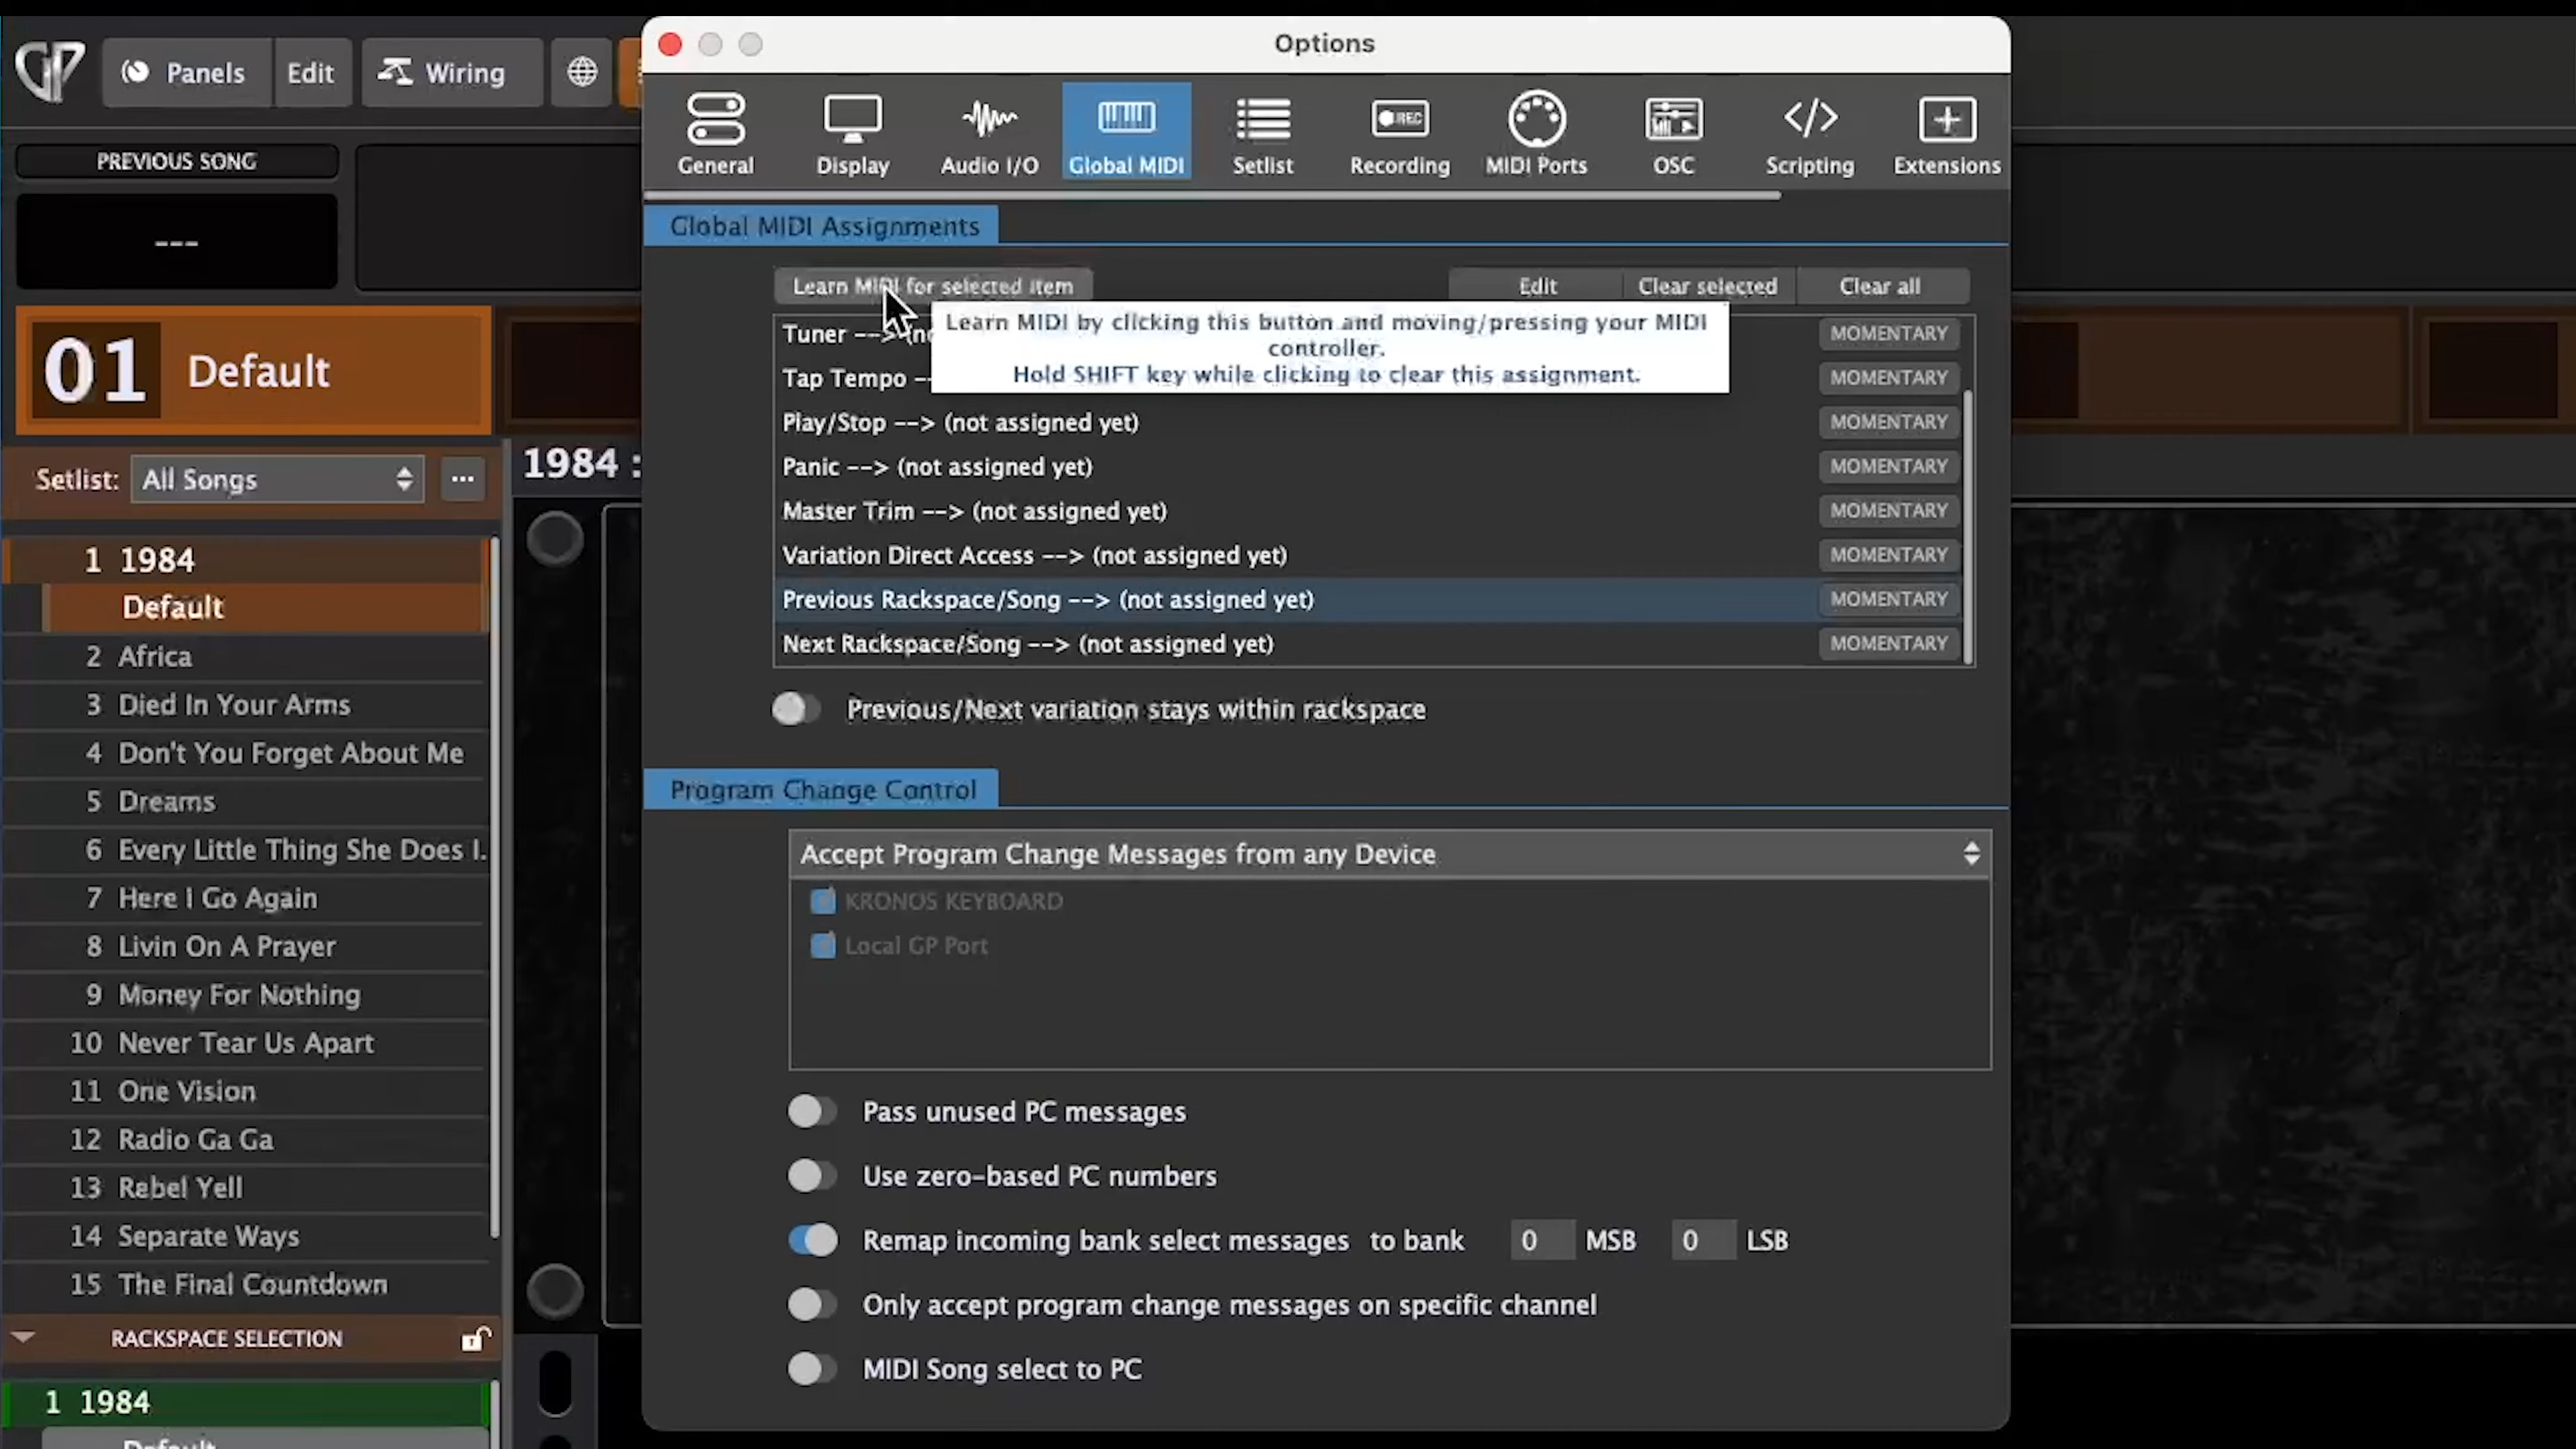 Options
GP
Panels
Edit
Wiring
General
Display
Audio I/O
Global MIDI
Setlist
REC
Recording
MIDI Ports
OSC
Scripting
Extensions
PREVIOUS SONG
---
01 Default
Setlist: All Songs ...
1984 :
1 1984
Default
2 Africa
3 Died In Your Arms
4 Don't You Forget About Me
5 Dreams
6 Every Little Thing She Does I.
7 Here I Go Again
8 Livin On A Prayer
9 Money For Nothing
10 Never Tear Us Apart
11 One Vision
12 Radio Ga Ga
13 Rebel Yell
14 Separate Ways
15 The Final Countdown
RACKSPACE SELECTION
1 1984
Default
Global MIDI Assignments
Learn MIDI for selected item
Edit
Clear selected
Clear all
Learn MIDI by clicking this button and moving/pressing your MIDI
controller.
Hold SHIFT key while clicking to clear this assignment.
Tuner --> (no MOMENTARY
Tap Tempo -- MOMENTARY
Play/Stop --> (not assigned yet) MOMENTARY
Panic --> (not assigned yet) MOMENTARY
Master Trim --> (not assigned yet) MOMENTARY
Variation Direct Access --> (not assigned yet) MOMENTARY
Previous Rackspace/Song --> (not assigned yet) MOMENTARY
Next Rackspace/Song --> (not assigned yet) MOMENTARY
Previous/Next variation stays within rackspace
Program Change Control
Accept Program Change Messages from any Device
KRONOS KEYBOARD
Local GP Port
Pass unused PC messages
Use zero-based PC numbers
Remap incoming bank select messages to bank 0 MSB 0 LSB
Only accept program change messages on specific channel
MIDI Song select to PC